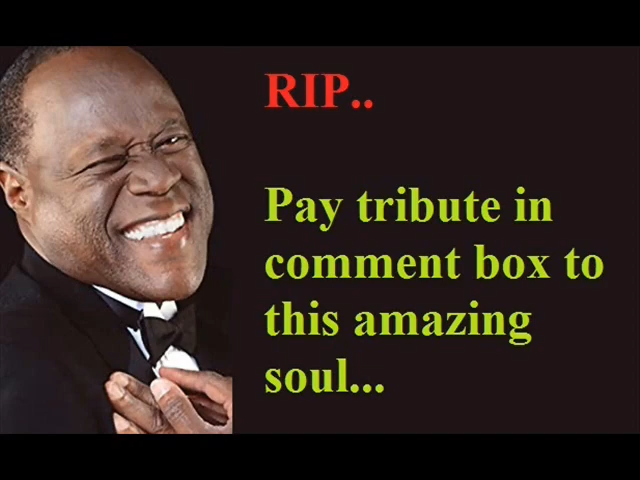 RIP..
Pay tribute in
comment box to
this amazing
soul...